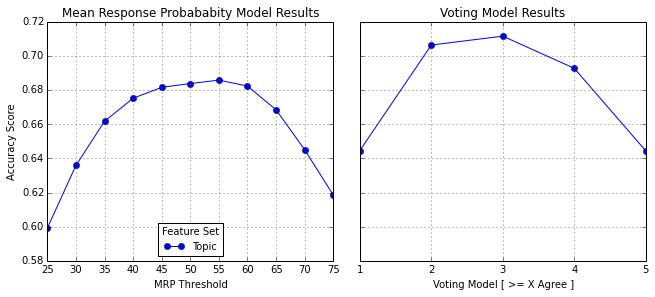 Mean Response Probababity Model Results
Voting Model Results
0.72
0.70
0.68
0.66
0.64
0.62
0.60
0.58
Accuracy Score
25 30 35 40 45 50 55 60 65 70 75
MRP Threshold
Feature Set
Topic
1 2 3 4 5
Voting Model [ >= X Agree ]